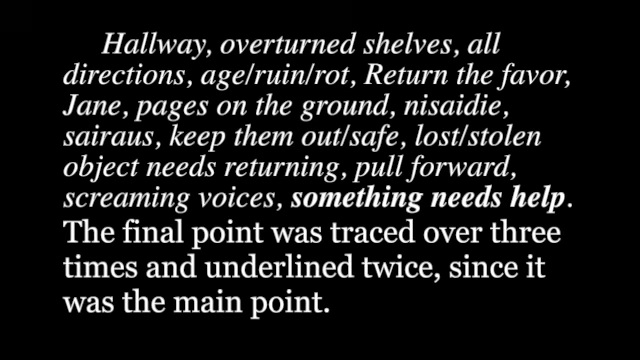 Hallway, overturned shelves, all
directions, age/ruin/rot, Return the favor,
Jane, pages on the ground, nisaidie,
sairaus, keep them out/safe, lost/stolen
object needs returning, pull forward,
screaming voices, something needs help.
The final point was traced over three
times and underlined twice, since it
was the main point.